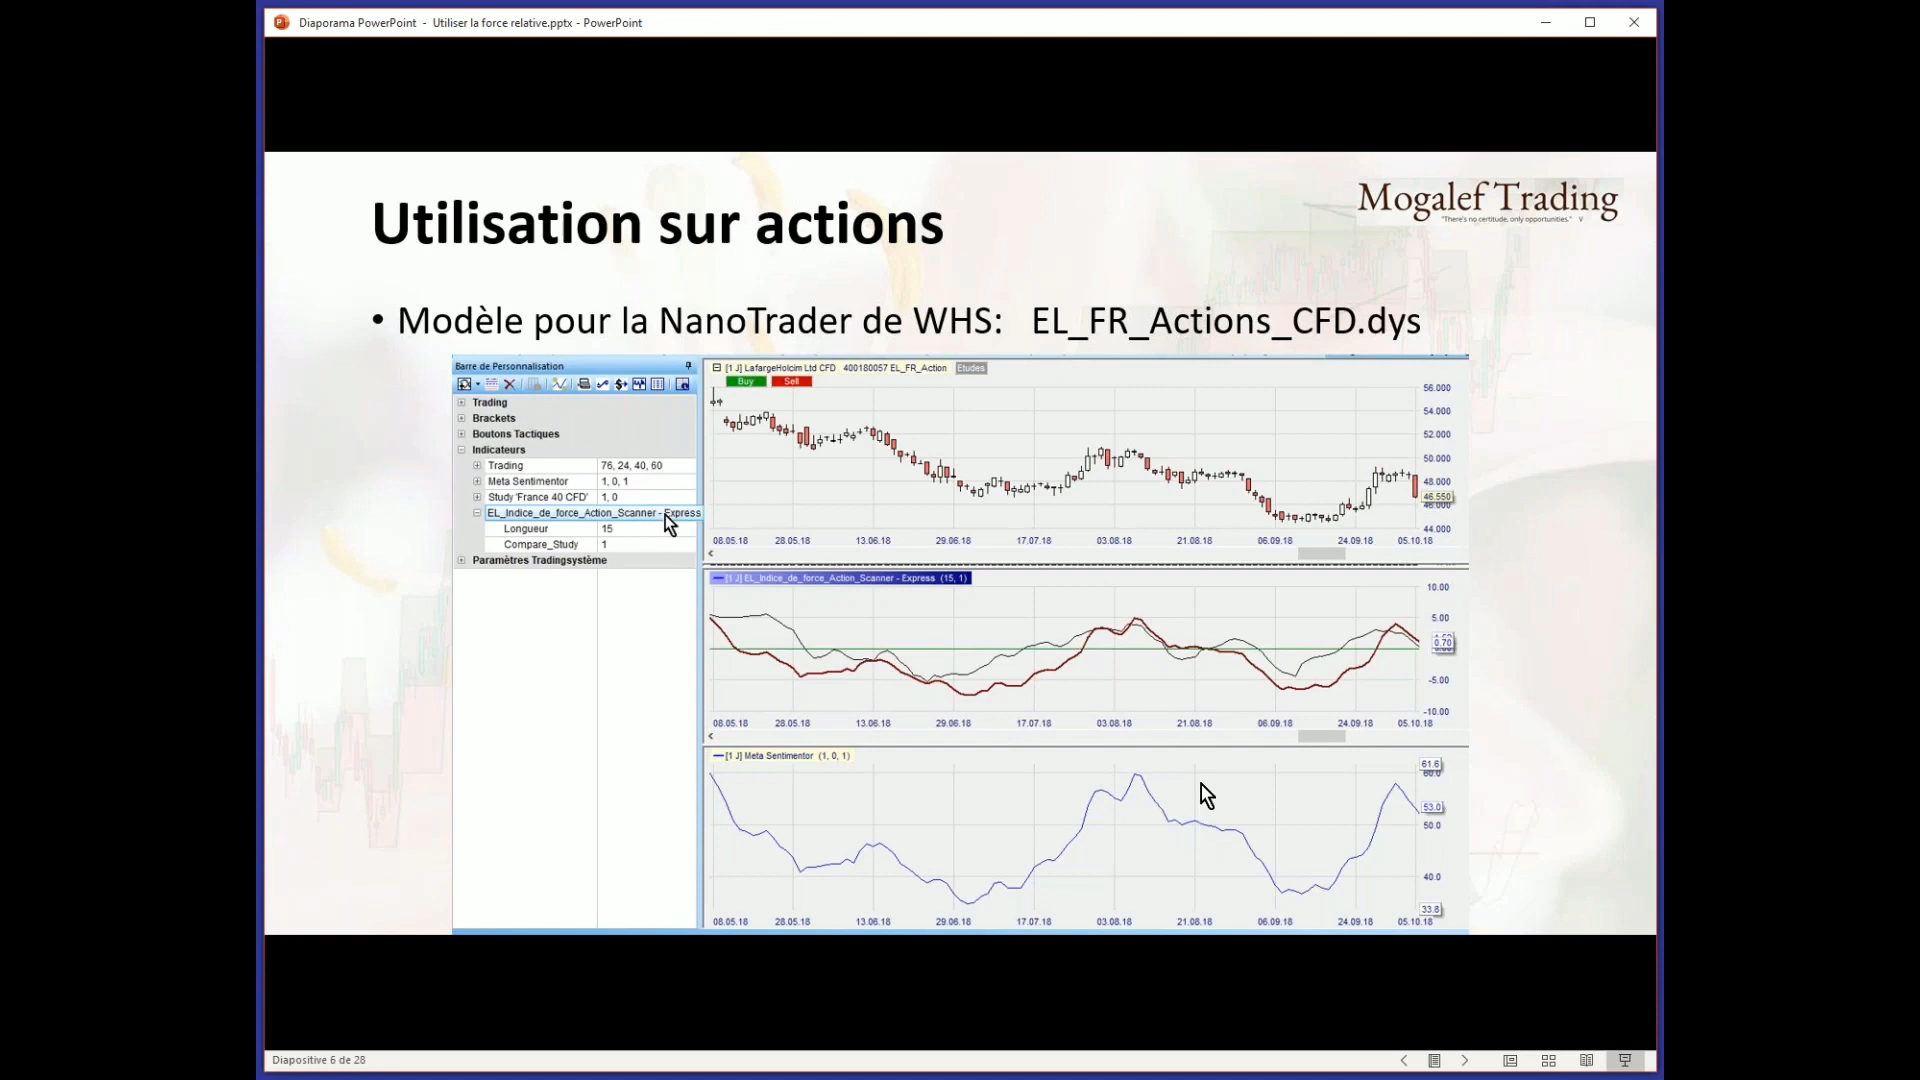 Diaporama PowerPoint - Utiliser la force relative.pptx - PowerPoint
Mogalef Trading
"There's no certitude, only opportunities."
Utilisation sur actions
• Modèle pour la NanoTrader de WHS: EL_FR_Actions_CFD.dys
Barre de Personnalisation
Trading
Brackets
Boutons Tactiques
Indicateurs
Trading 76, 24, 40, 60
Meta Sentimentor 1, 0, 1
Study 'France 40 CFD' 1, 0
EL_Indice_de_force_Action_Scanner - Express
Longueur 15
Compare_Study 1
Paramètres Tradingsystème
[1 J] LafargeHolcim Ltd CFD 400180057 EL_FR_Action Etudes
Buy Sell
56.000
54.000
52.000
50.000
48.000
46.550
46.000
44.000
08.05.18 28.05.18 13.06.18 29.06.18 17.07.18 03.08.18 21.08.18 06.09.18 24.09.18 05.10.18
[1 J] EL_Indice_de_force_Action_Scanner - Express (15, 1)
10.00
5.00
0.70
-5.00
-10.00
08.05.18 28.05.18 13.06.18 29.06.18 17.07.18 03.08.18 21.08.18 06.09.18 24.09.18 05.10.18
[1 J] Meta Sentimentor (1, 0, 1)
61.6
60.0
53.0
50.0
40.0
33.8
08.05.18 28.05.18 13.06.18 29.06.18 17.07.18 03.08.18 21.08.18 06.09.18 24.09.18 05.10.18
Diapositive 6 de 28